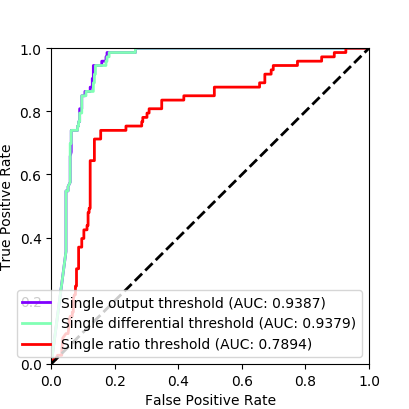 1.0
0.8
0.6
0.4
0.2
0.0
True Positive Rate
Single output threshold (AUC: 0.9387)
Single differential threshold (AUC: 0.9379)
Single ratio threshold (AUC: 0.7894)
0.0 0.2 0.4 0.6 0.8 1.0
False Positive Rate